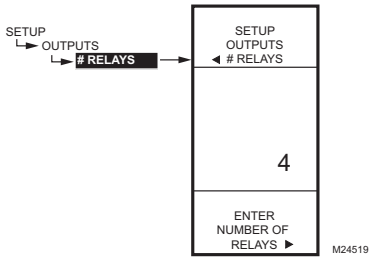 SETUP
OUTPUTS
# RELAYS
SETUP
OUTPUTS
◄ # RELAYS
4
ENTER
NUMBER OF
RELAYS ►
M24519